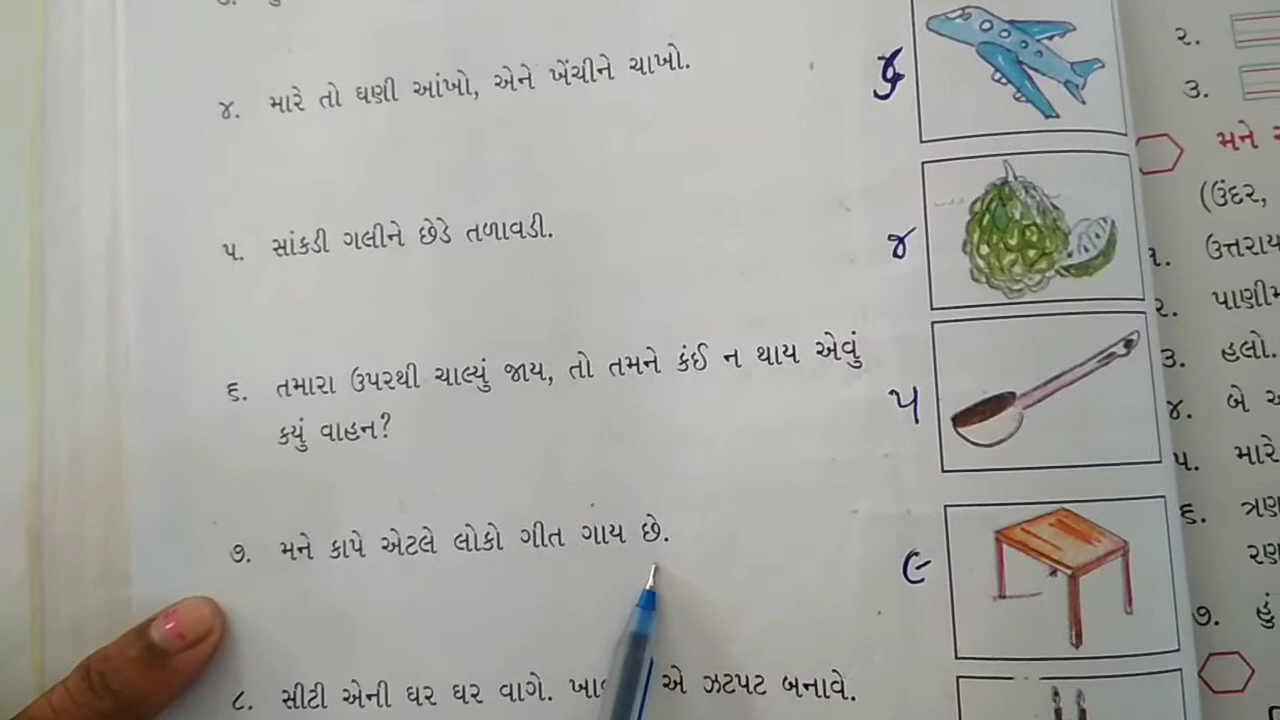 ૪. મારે તો ઘણી આંખો, એને ખેંચીને ચાખો.
૫. સાંકડી ગલીને છેડે તળાવડી.
૬. તમારા ઉપરથી ચાલ્યું જાય, તો તમને કંઈ ન થાય એવું
કયું વાહન?
૭. મને કાપે એટલે લોકો ગીત ગાય છે.
૮. સીટી એની ઘર ઘર વાગે. એ ઝટપટ બનાવે.
૬
૪
૫
૯
૨.
૩.
મને
(ઉંદર,
૧. ઉત્તરાય
૨. પાણીમ
૩. હલો.
૪. બે
૫. મારે
૬. ત્રણ
રણ
૭. હું